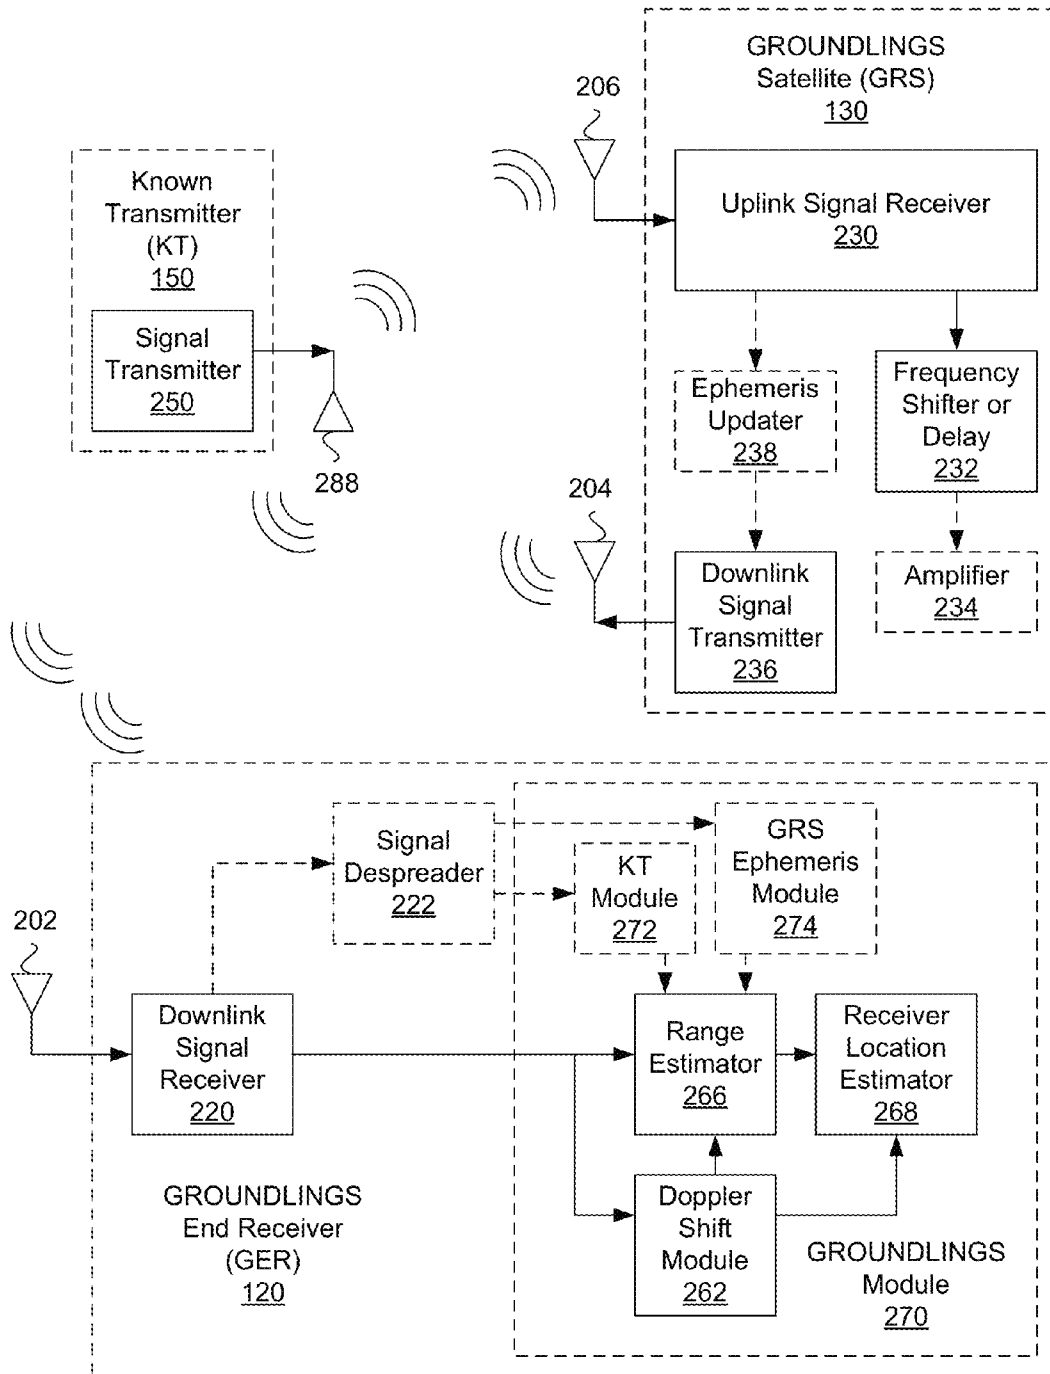 GROUNDLINGS
Satellite (GRS)
130
206
Uplink Signal Receiver
230
Known
Transmitter
(KT)
150
Signal
Transmitter
250
288
Ephemeris
Updater
238
Frequency
Shifter or
Delay
232
204
Downlink
Signal
Transmitter
236
Amplifier
234
Signal
Despreader
222
KT
Module
272
GRS
Ephemeris
Module
274
202
Downlink
Signal
Receiver
220
Range
Estimator
266
Receiver
Location
Estimator
268
GROUNDLINGS
End Receiver
(GER)
120
Doppler
Shift
Module
262
GROUNDLINGS
Module
270